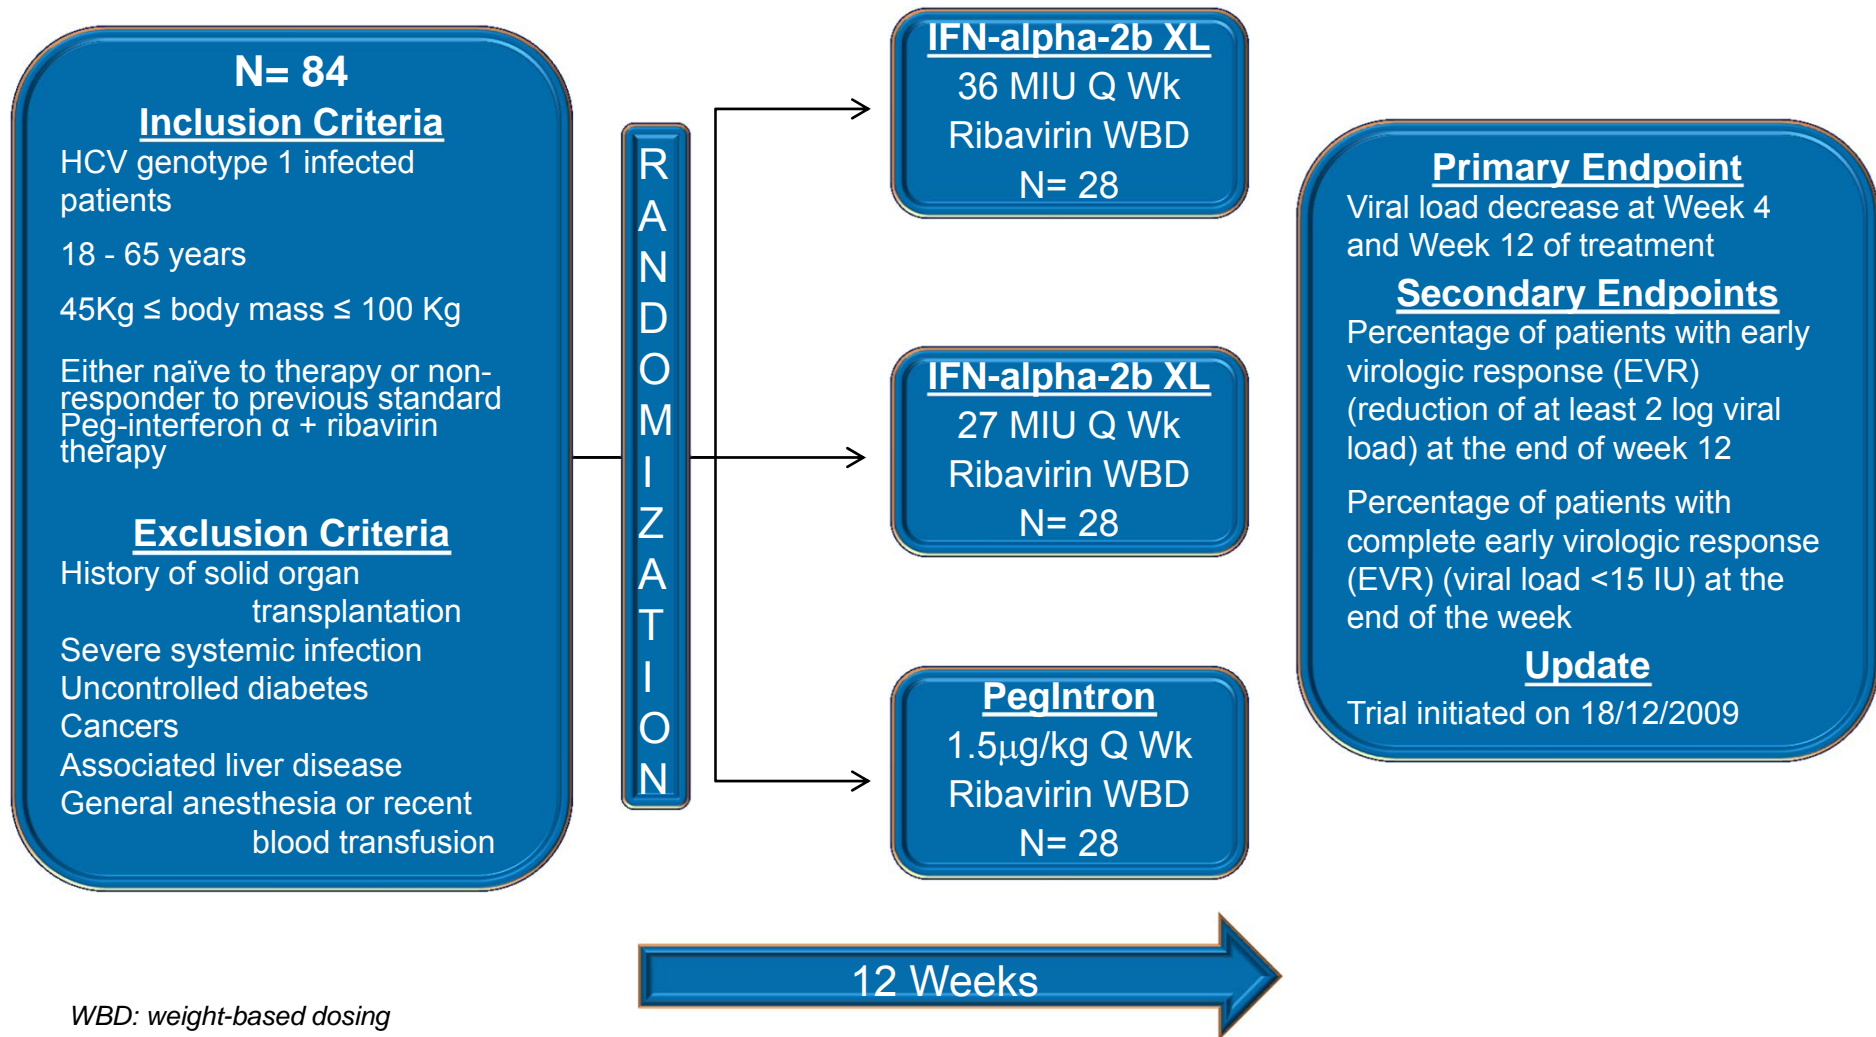 N= 84
Inclusion Criteria
HCV genotype 1 infected
patients
18 - 65 years
45Kg ≤ body mass ≤ 100 Kg
Either naïve to therapy or non-
responder to previous standard
Peg-interferon α + ribavirin
therapy
Exclusion Criteria
History of solid organ
transplantation
Severe systemic infection
Uncontrolled diabetes
Cancers
Associated liver disease
General anesthesia or recent
blood transfusion
RANDOMIZATION
IFN-alpha-2b XL
36 MIU Q Wk
Ribavirin WBD
N= 28
IFN-alpha-2b XL
27 MIU Q Wk
Ribavirin WBD
N= 28
PegIntron
1.5μg/kg Q Wk
Ribavirin WBD
N= 28
Primary Endpoint
Viral load decrease at Week 4
and Week 12 of treatment
Secondary Endpoints
Percentage of patients with early
virologic response (EVR)
(reduction of at least 2 log viral
load) at the end of week 12
Percentage of patients with
complete early virologic response
(EVR) (viral load <15 IU) at the
end of the week
Update
Trial initiated on 18/12/2009
12 Weeks
WBD: weight-based dosing